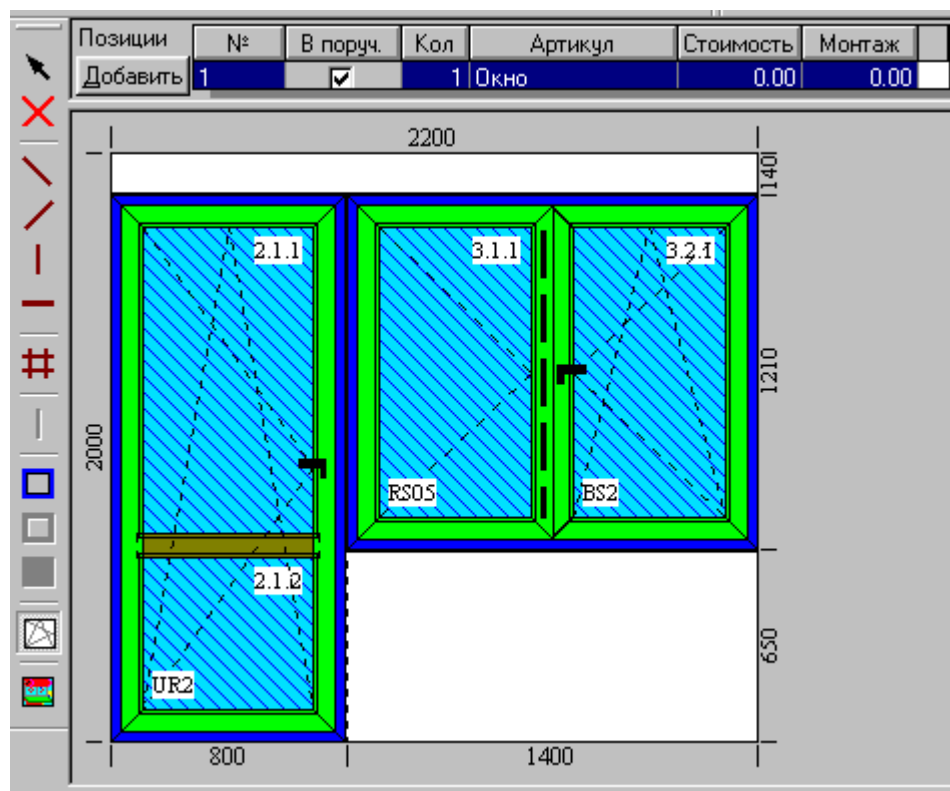 Позиции № В поруч. Кол Артикул Стоимость Монтаж
Добавить 1 1 Окно 0.00 0.00
2200
140
2.1.1 3.1.1 3.2.1
1210
2000
RS05 BS2
2.1.2
650
UR2
800 1400